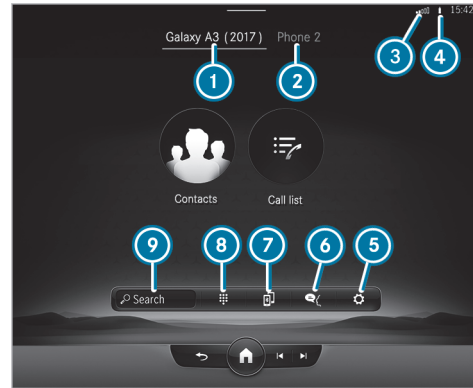 15:42
Galaxy A3 (2017) Phone 2
3 4
1 2
Contacts Call list
9 8 7 6 5
Search